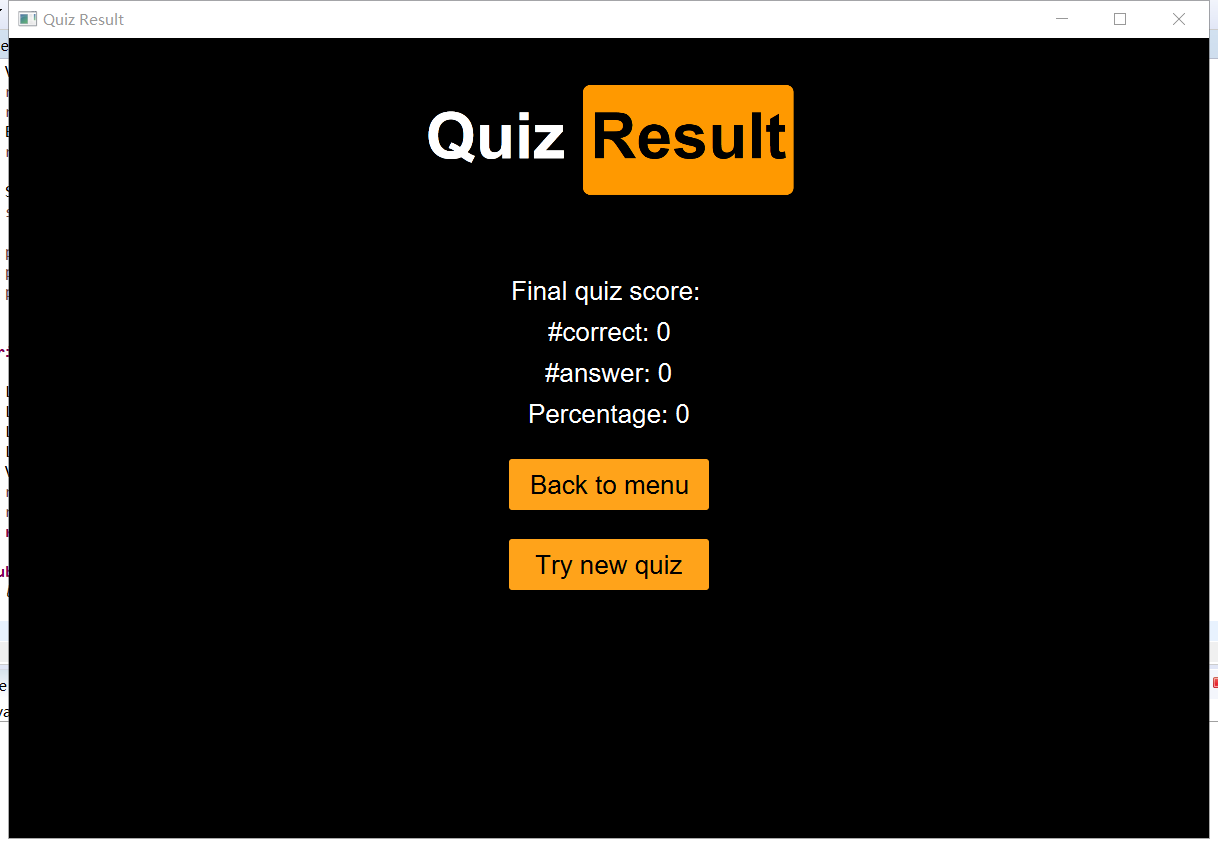 Quiz Result
Quiz Result
Final quiz score:
#correct: 0
#answer: 0
Percentage: 0
Back to menu
Try new quiz